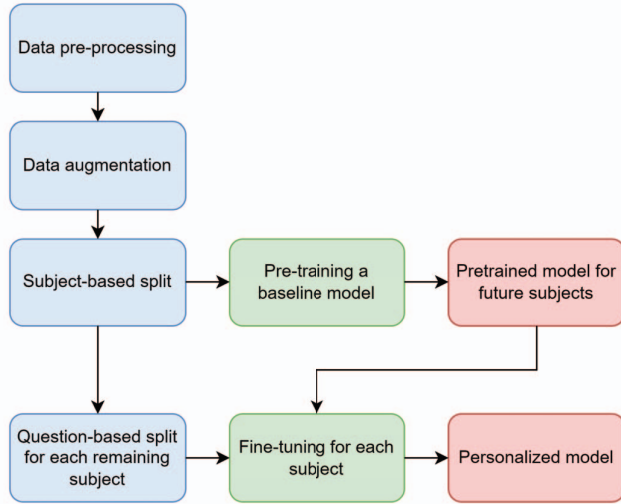 Data pre-processing
Data augmentation
Subject-based split
Pre-training a
baseline model
Pretrained model for
future subjects
Question-based split
for each remaining
subject
Fine-tuning for each
subject
Personalized model